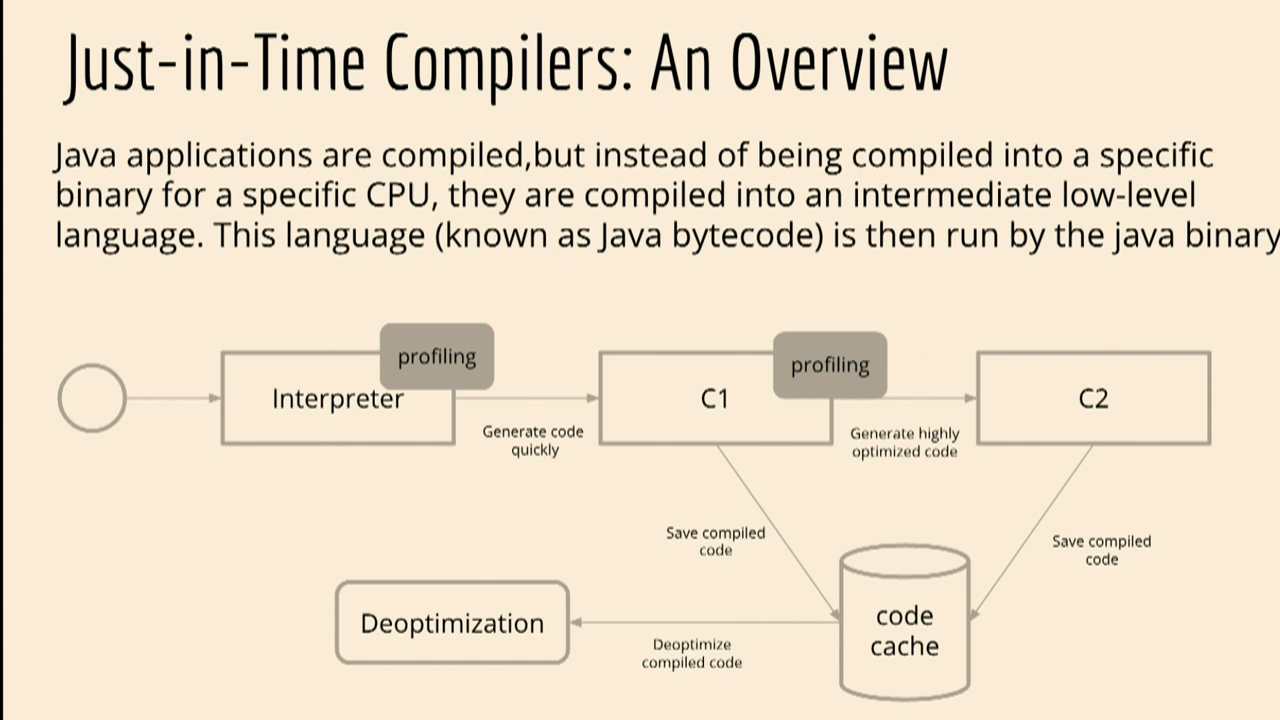 Just-in-Time Compilers: An Overview
Java applications are compiled,but instead of being compiled into a specific
binary for a specific CPU, they are compiled into an intermediate low-level
language. This language (known as Java bytecode) is then run by the java binary
profiling
profiling
Interpreter
C1
C2
Generate code
quickly
Generate highly
optimized code
Save compiled
code
Save compiled
code
Deoptimization
code
cache
Deoptimize
compiled code